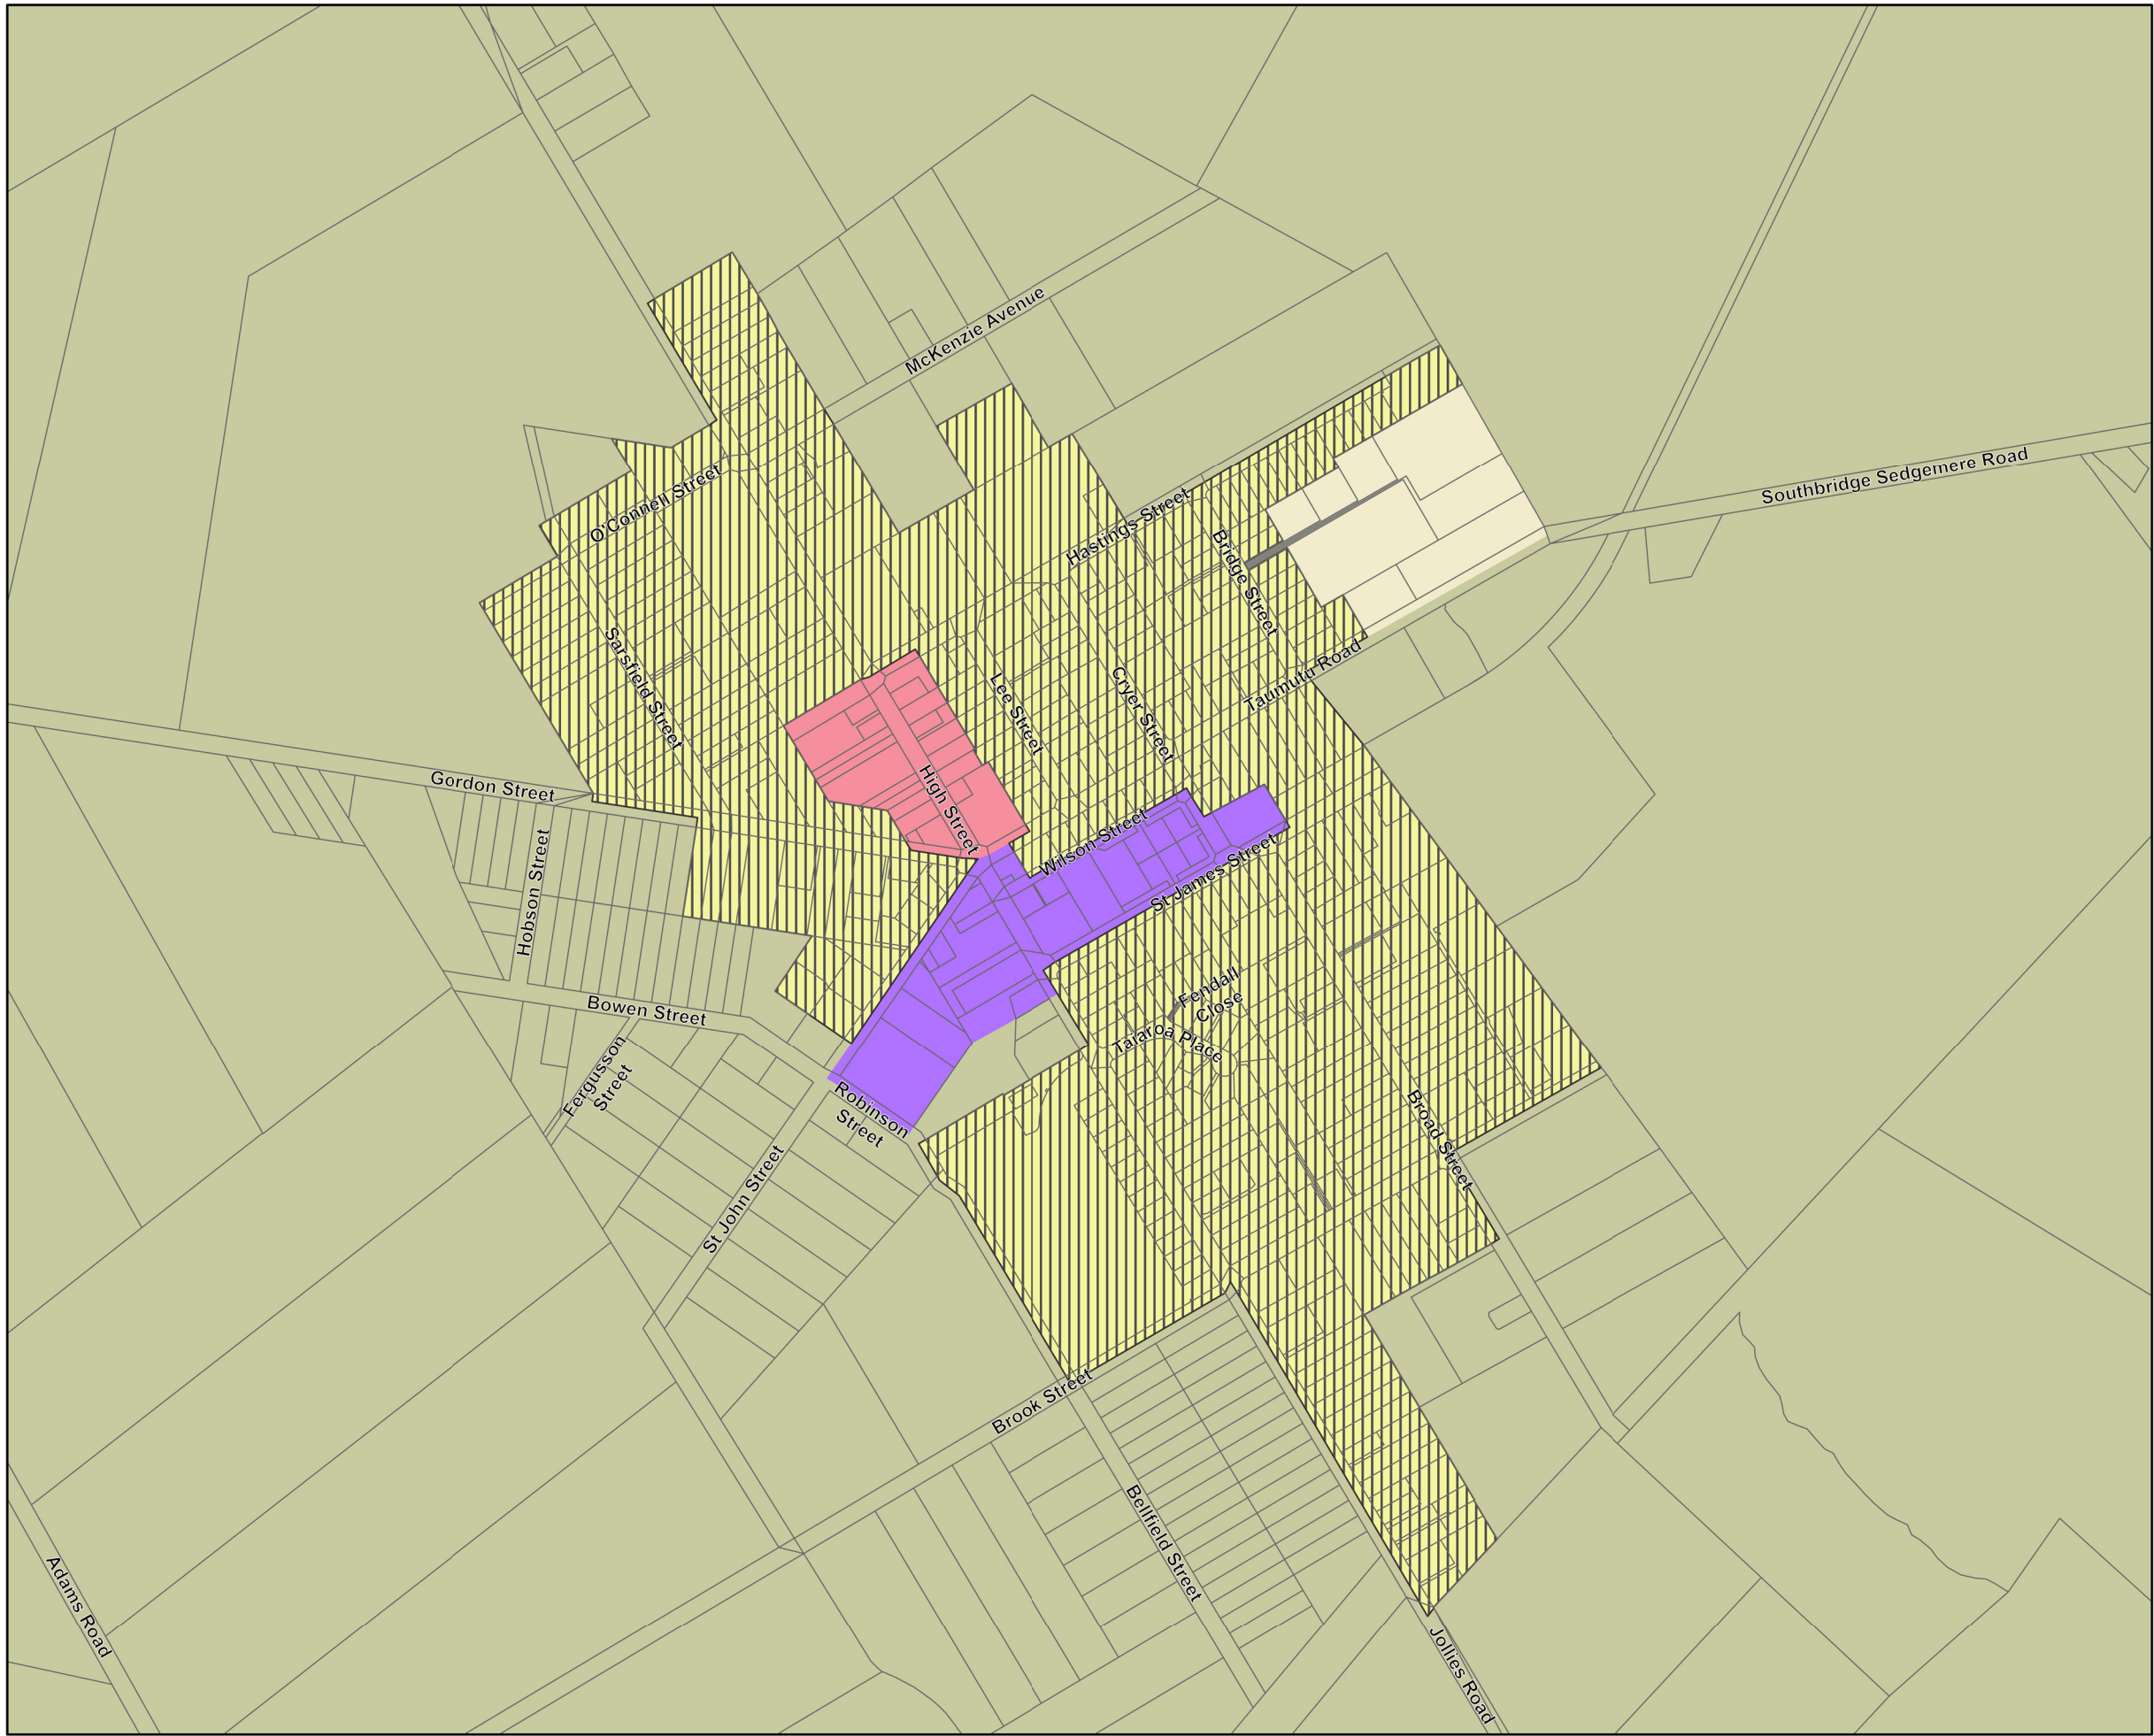 McKenzie Avenue
Southbridge Sedgemere Road
O'Connell Street
Hastings Street
Bridge Street
Sarsfield Street
Lee Street
Cryer Street
Taumutu Road
Gordon Street
High Street
Wilson Street
St James Street
Hobson Street
Bowen Street
Fendall
Close
Taiaroa Place
Ferguson
Street
Robinson
Street
Broad Street
St John Street
Brook Street
Bellfield Street
Adams Road
Jollies Road